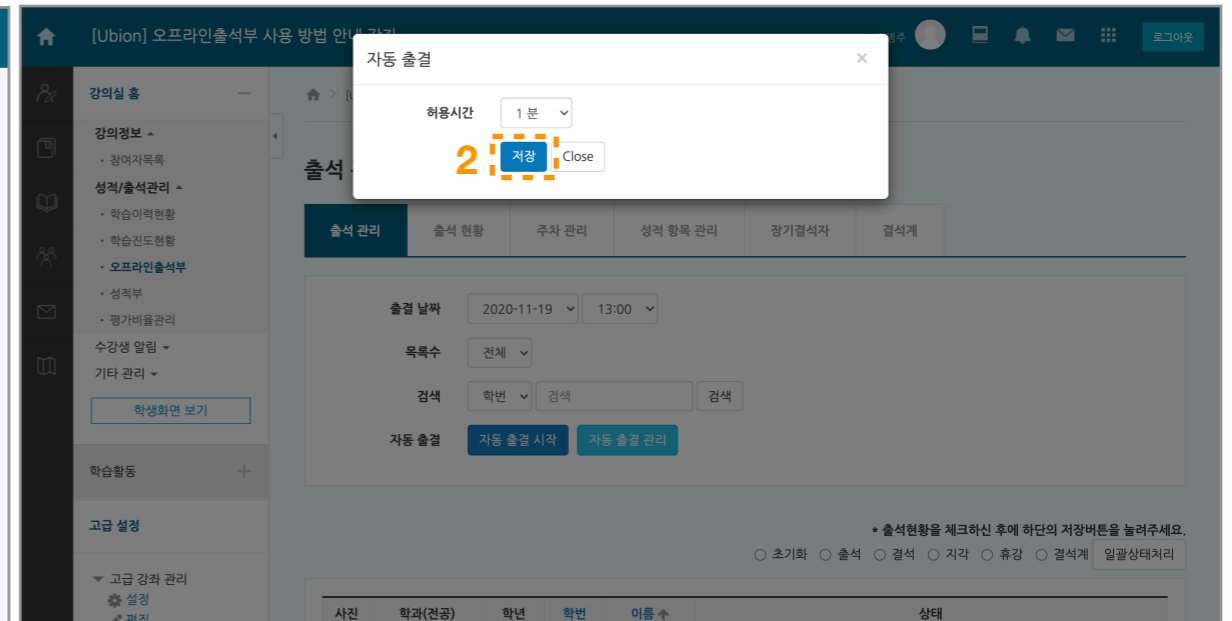 [Ubion] 오프라인출석부 사용 방법 안내
로그아웃
자동 출결 ×
허용시간 1 분
2 저장 Close
강의실 홈
강의정보
참여자목록
성적/출석관리
학습이력현황
학습진도현황
오프라인출석부
성적부
평가비율관리
수강생 알림
기타 관리
학생화면 보기
학습활동
고급 설정
고급 강좌 관리
설정
편집
출석
출석 관리 출석 현황 주차 관리 성적 항목 관리 장기결석자 결석계
출결 날짜 2020-11-19 13:00
목록수 전체
검색 학번 검색 검색
자동 출결 자동 출결 시작 자동 출결 관리
* 출석현황을 체크하신 후에 하단의 저장버튼을 눌려주세요.
초기화 출석 결석 지각 휴강 결석계 일괄상태처리
사진 학과(전공) 학년 학번 이름 상태